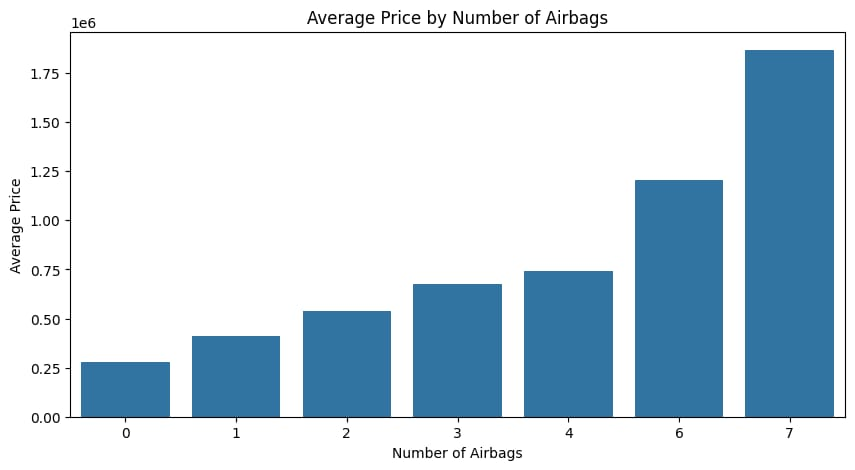 Average Price by Number of Airbags
1e6
1.75
1.50
1.25
1.00
0.75
0.50
0.25
0.00
Average Price
0 1 2 3 4 6 7
Number of Airbags